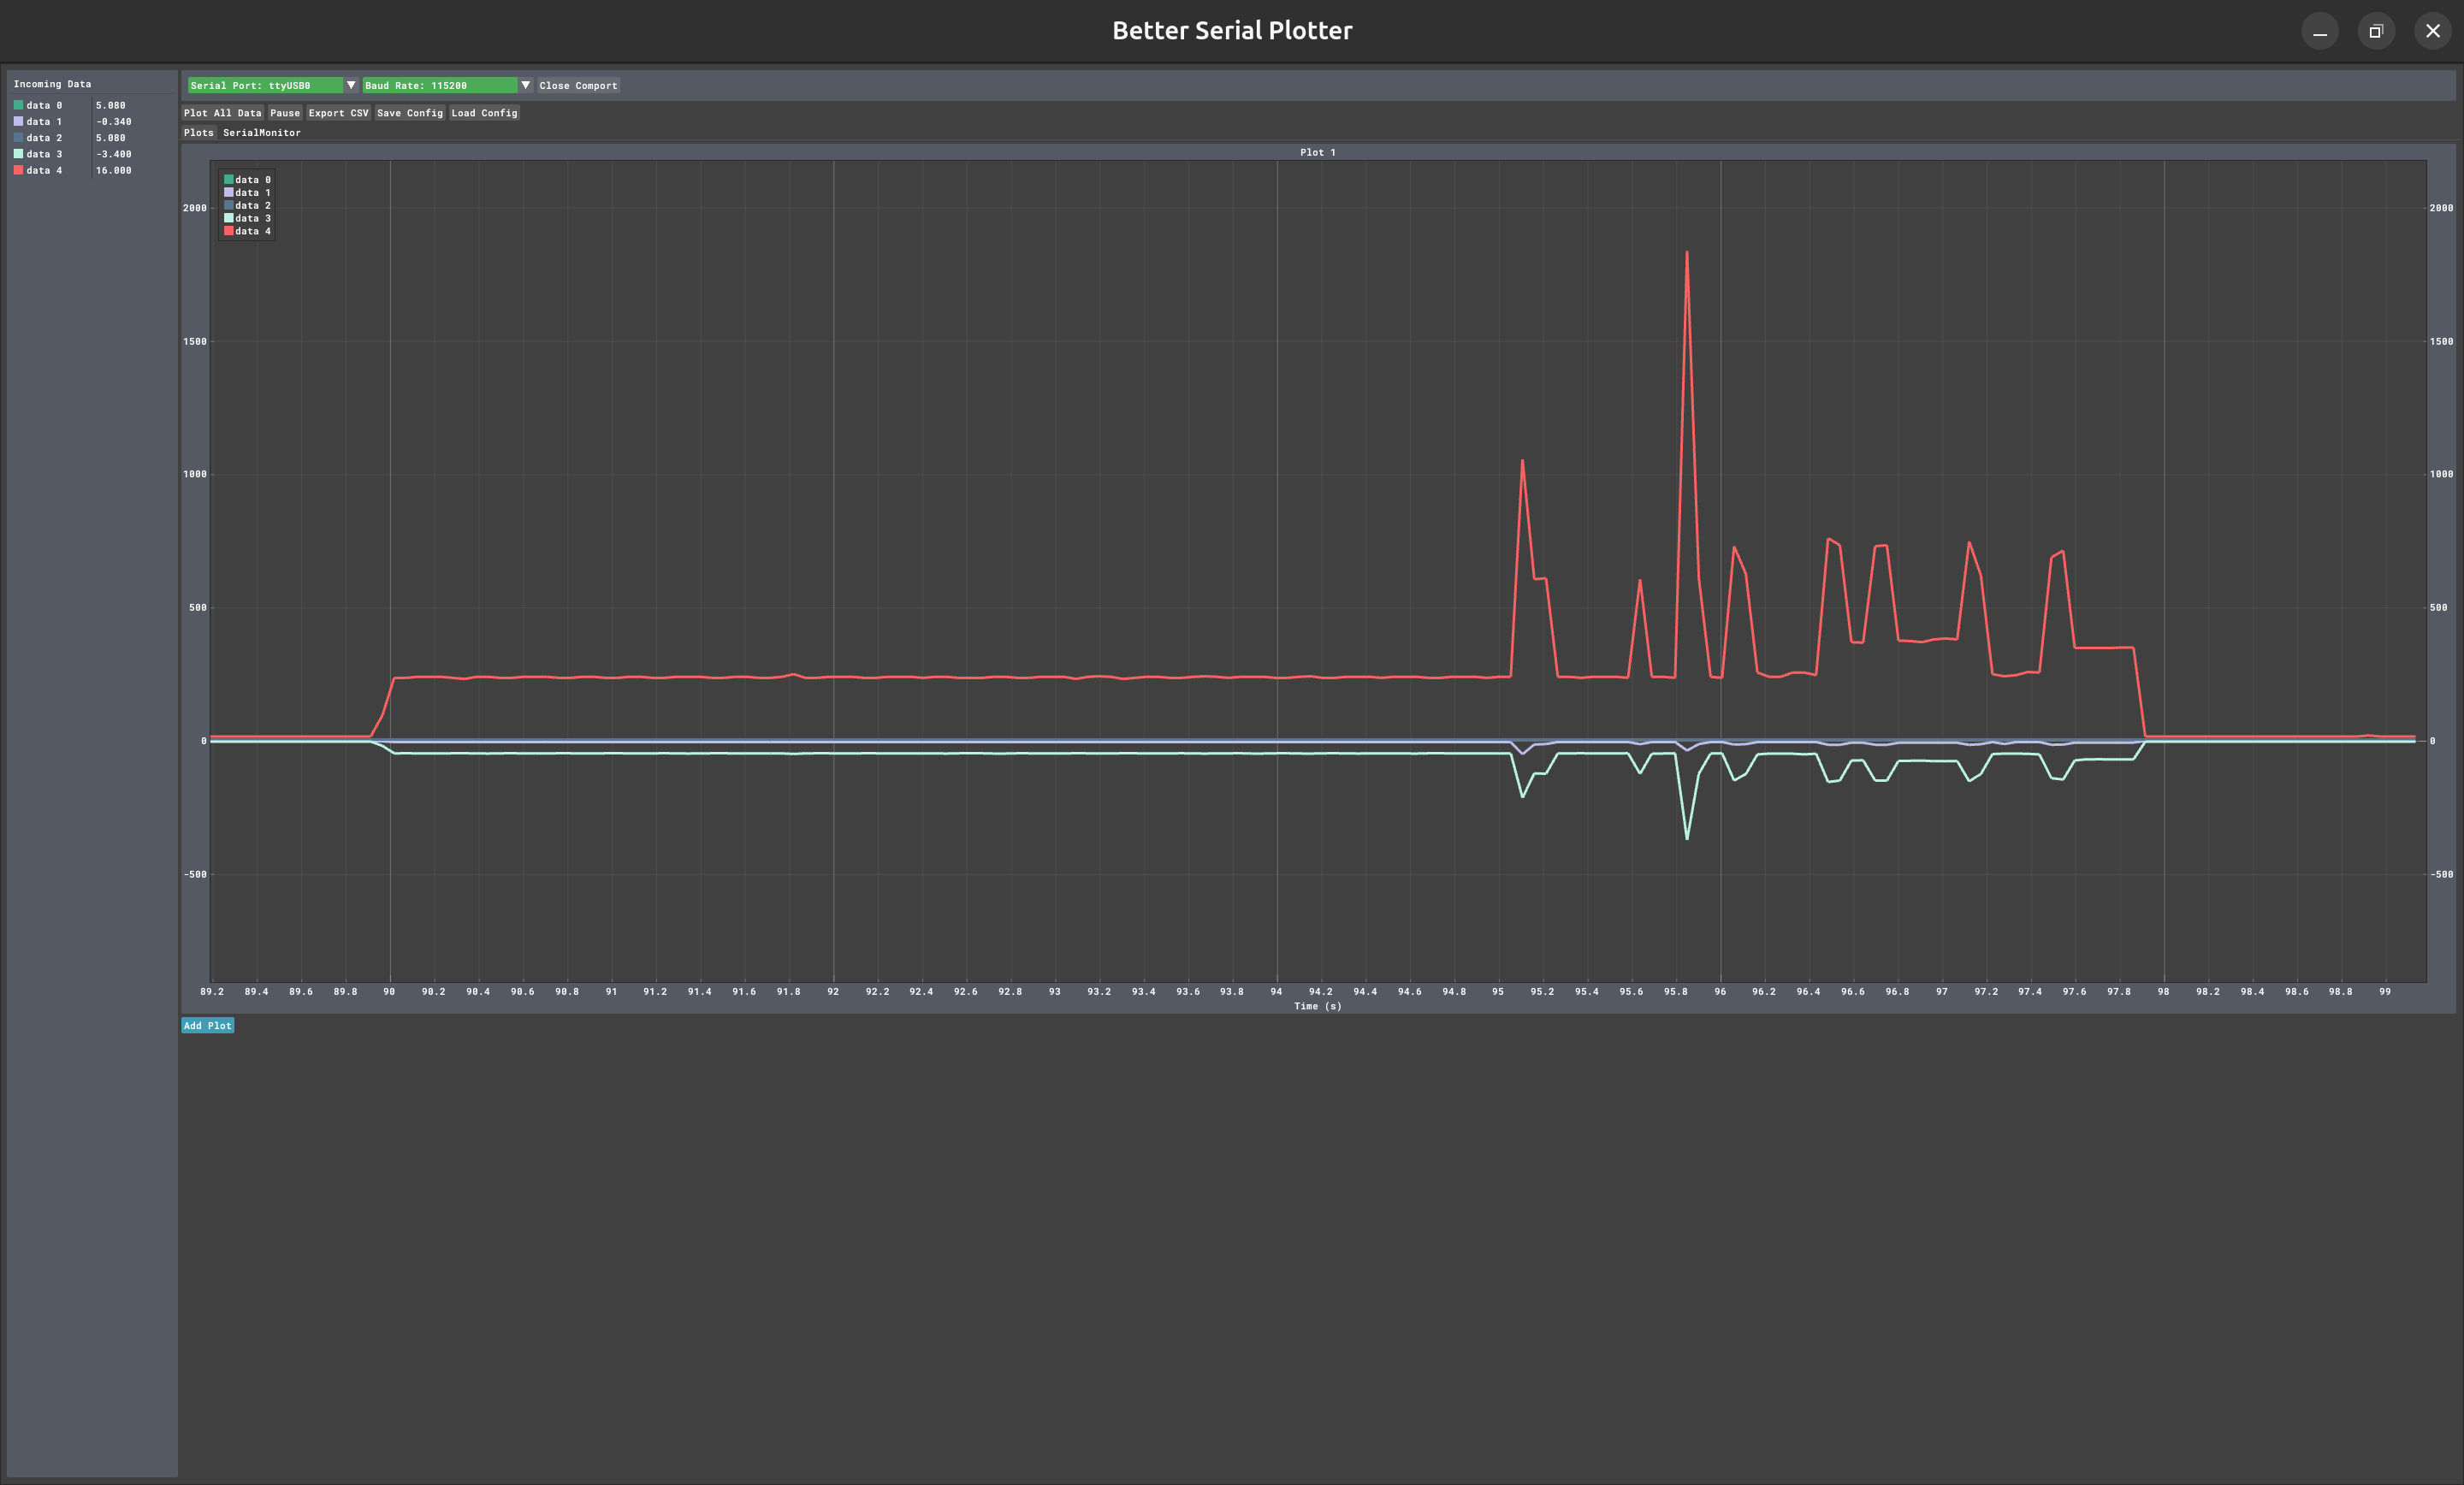 Better Serial Plotter
Incoming Data
data 0 5.080
data 1 -0.340
data 2 5.080
data 3 -3.400
data 4 16.000
Serial Port: ttyUSB0 Baud Rate: 115200 Close Comport
Plot All Data Pause Export CSV Save Config Load Config
Plots SerialMonitor
Plot 1
data 0
data 1
data 2
data 3
data 4
2000 2000
1500 1500
1000 1000
500 500
0 0
-500 -500
89.2 89.4 89.6 89.8 90 90.2 90.4 90.6 90.8 91 91.2 91.4 91.6 91.8 92 92.2 92.4 92.6 92.8 93 93.2 93.4 93.6 93.8 94 94.2 94.4 94.6 94.8 95 95.2 95.4 95.6 95.8 96 96.2 96.4 96.6 96.8 97 97.2 97.4 97.6 97.8 98 98.2 98.4 98.6 98.8 99
Time (s)
Add Plot